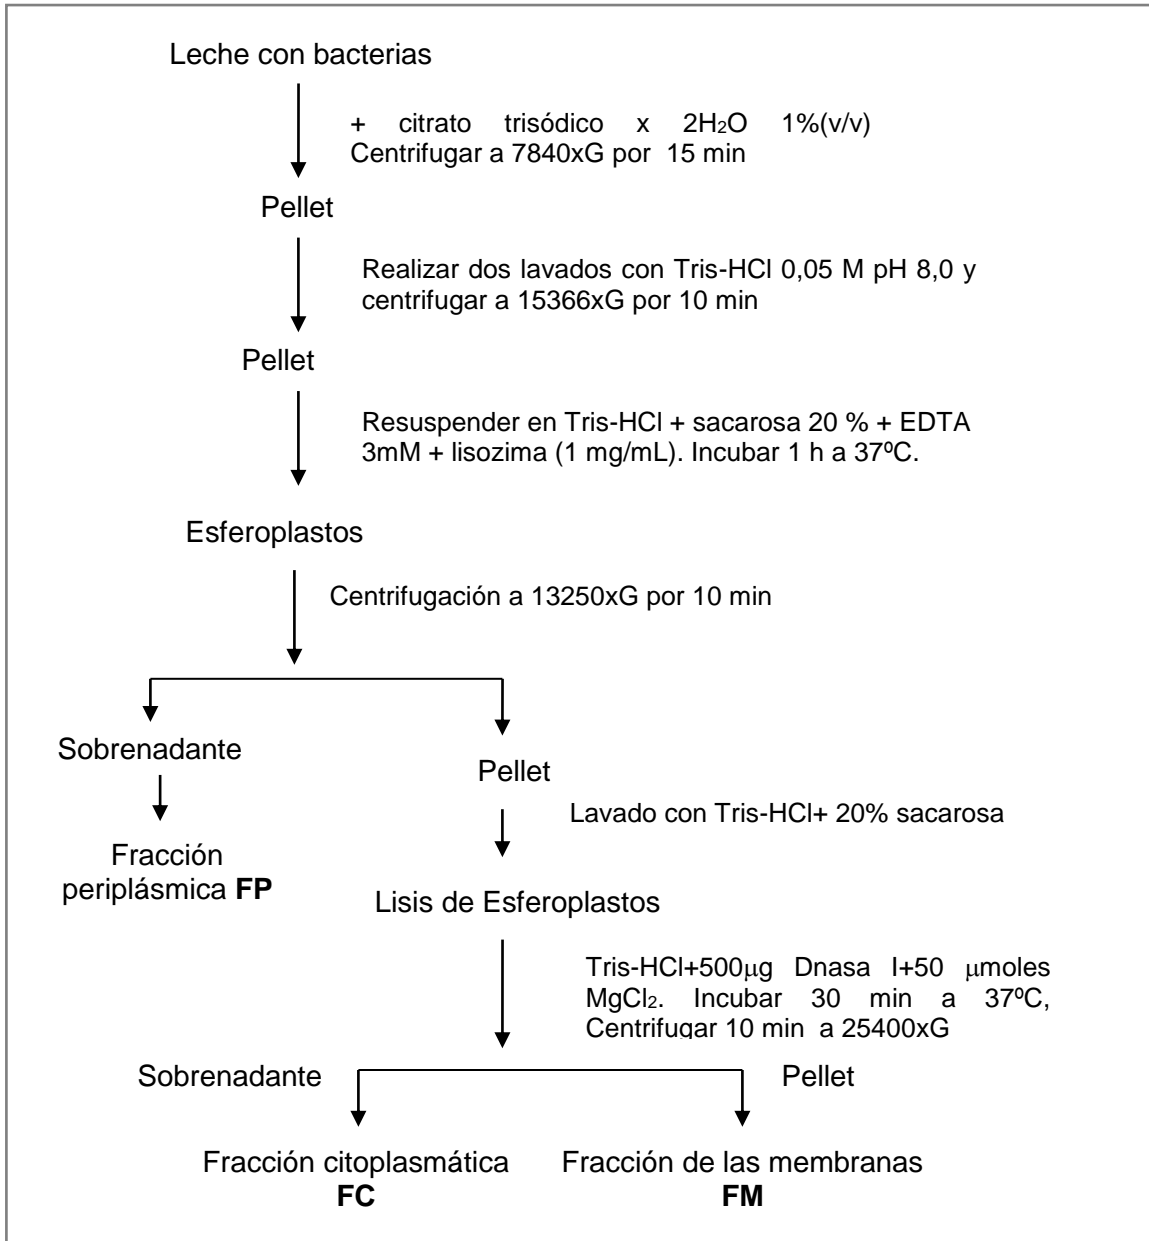 Leche con bacterias
+ citrato trisódico x 2H₂O 1%(v/v)
Centrifugar a 7840xG por 15 min
Pellet
Realizar dos lavados con Tris-HCl 0,05 M pH 8,0 y
centrifugar a 15366xG por 10 min
Pellet
Resuspender en Tris-HCl + sacarosa 20 % + EDTA
3mM + lisozima (1 mg/mL). Incubar 1 h a 37ºC.
Esferoplastos
Centrifugación a 13250xG por 10 min
Sobrenadante
Pellet
Lavado con Tris-HCl+ 20% sacarosa
Fracción
periplásmica FP
Lisis de Esferoplastos
Tris-HCl+500μg Dnasa I+50 μmoles
MgCl₂. Incubar 30 min a 37ºC,
Centrifugar 10 min a 25400xG
Sobrenadante
Pellet
Fracción citoplasmática
FC
Fracción de las membranas
FM